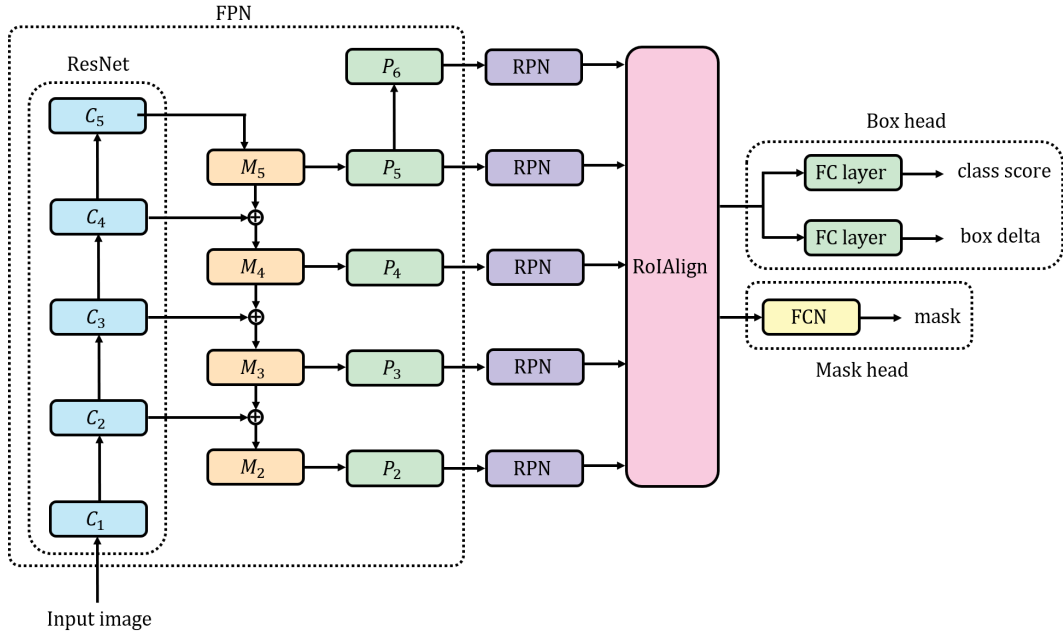 FPN
ResNet
C₅
C₄
C₃
C₂
C₁
Input image
M₅
M₄
M₃
M₂
P₆
P₅
P₄
P₃
P₂
RPN
RPN
RPN
RPN
RPN
RoIAlign
Box head
FC layer
class score
FC layer
box delta
FCN
mask
Mask head